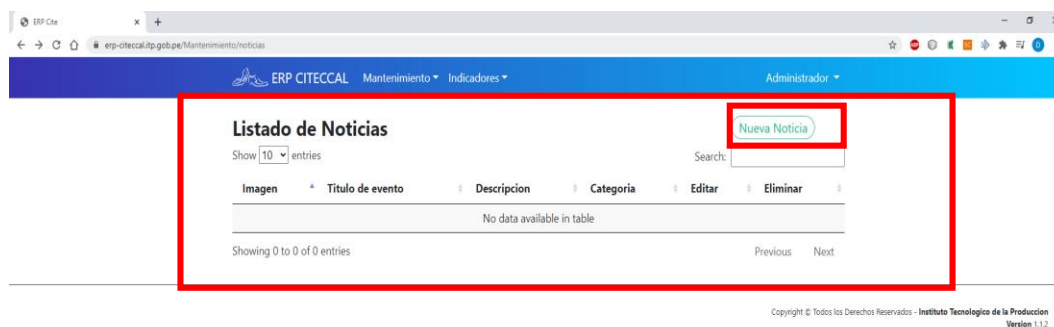 ERP Cite
erp-citeccal.itp.gob.pe/Mantenimiento/noticias
ERP CITECCAL Mantenimiento Indicadores Administrador
Listado de Noticias Nueva Noticia
Show 10 entries Search:
Imagen Titulo de evento Descripcion Categoria Editar Eliminar
No data available in table
Showing 0 to 0 of 0 entries Previous Next
Copyright © Todos los Derechos Reservados - Instituto Tecnologico de la Produccion
Version 1.1.2